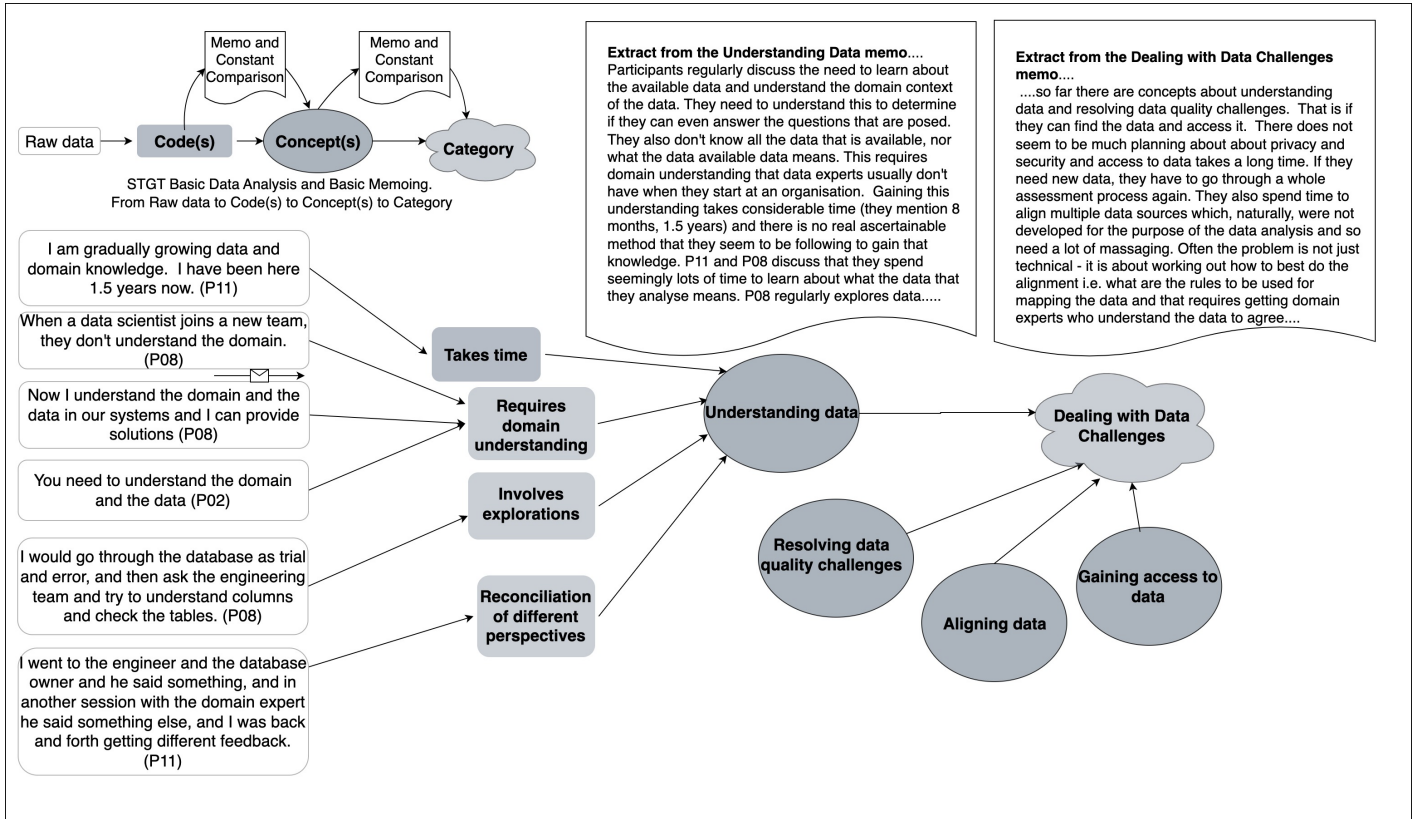 Memo and
Constant
Comparison
Memo and
Constant
Comparison
Raw data
Code(s)
Concept(s)
Category
STGT Basic Data Analysis and Basic Memoing.
From Raw data to Code(s) to Concept(s) to Category
Extract from the Understanding Data memo....
Participants regularly discuss the need to learn about
the available data and understand the domain context
of the data. They need to understand this to determine
if they can even answer the questions that are posed.
They also don't know all the data that is available, nor
what the data available data means. This requires
domain understanding that data experts usually don't
have when they start at an organisation.  Gaining this
understanding takes considerable time (they mention 8
months, 1.5 years) and there is no real ascertainable
method that they seem to be following to gain that
knowledge. P11 and P08 discuss that they spend
seemingly lots of time to learn about what the data that
they analyse means. P08 regularly explores data.....
Extract from the Dealing with Data Challenges
memo....
....so far there are concepts about understanding
data and resolving data quality challenges.  That is if
they can find the data and access it.  There does not
seem to be much planning about about privacy and
security and access to data takes a long time. If they
need new data, they have to go through a whole
assessment process again. They also spend time to
align multiple data sources which, naturally, were not
developed for the purpose of the data analysis and so
need a lot of massaging. Often the problem is not just
technical - it is about working out how to best do the
alignment i.e. what are the rules to be used for
mapping the data and that requires getting domain
experts who understand the data to agree....
I am gradually growing data and
domain knowledge.  I have been here
1.5 years now. (P11)
When a data scientist joins a new team,
they don't understand the domain.
(P08)
Now I understand the domain and the
data in our systems and I can provide
solutions (P08)
You need to understand the domain
and the data (P02)
I would go through the database as trial
and error, and then ask the engineering
team and try to understand columns
and check the tables. (P08)
I went to the engineer and the database
owner and he said something, and in
another session with the domain expert
he said something else, and I was back
and forth getting different feedback.
(P11)
Takes time
Requires
domain
understanding
Involves
explorations
Reconciliation
of different
perspectives
Understanding data
Dealing with Data
Challenges
Resolving data
quality challenges
Aligning data
Gaining access to
data